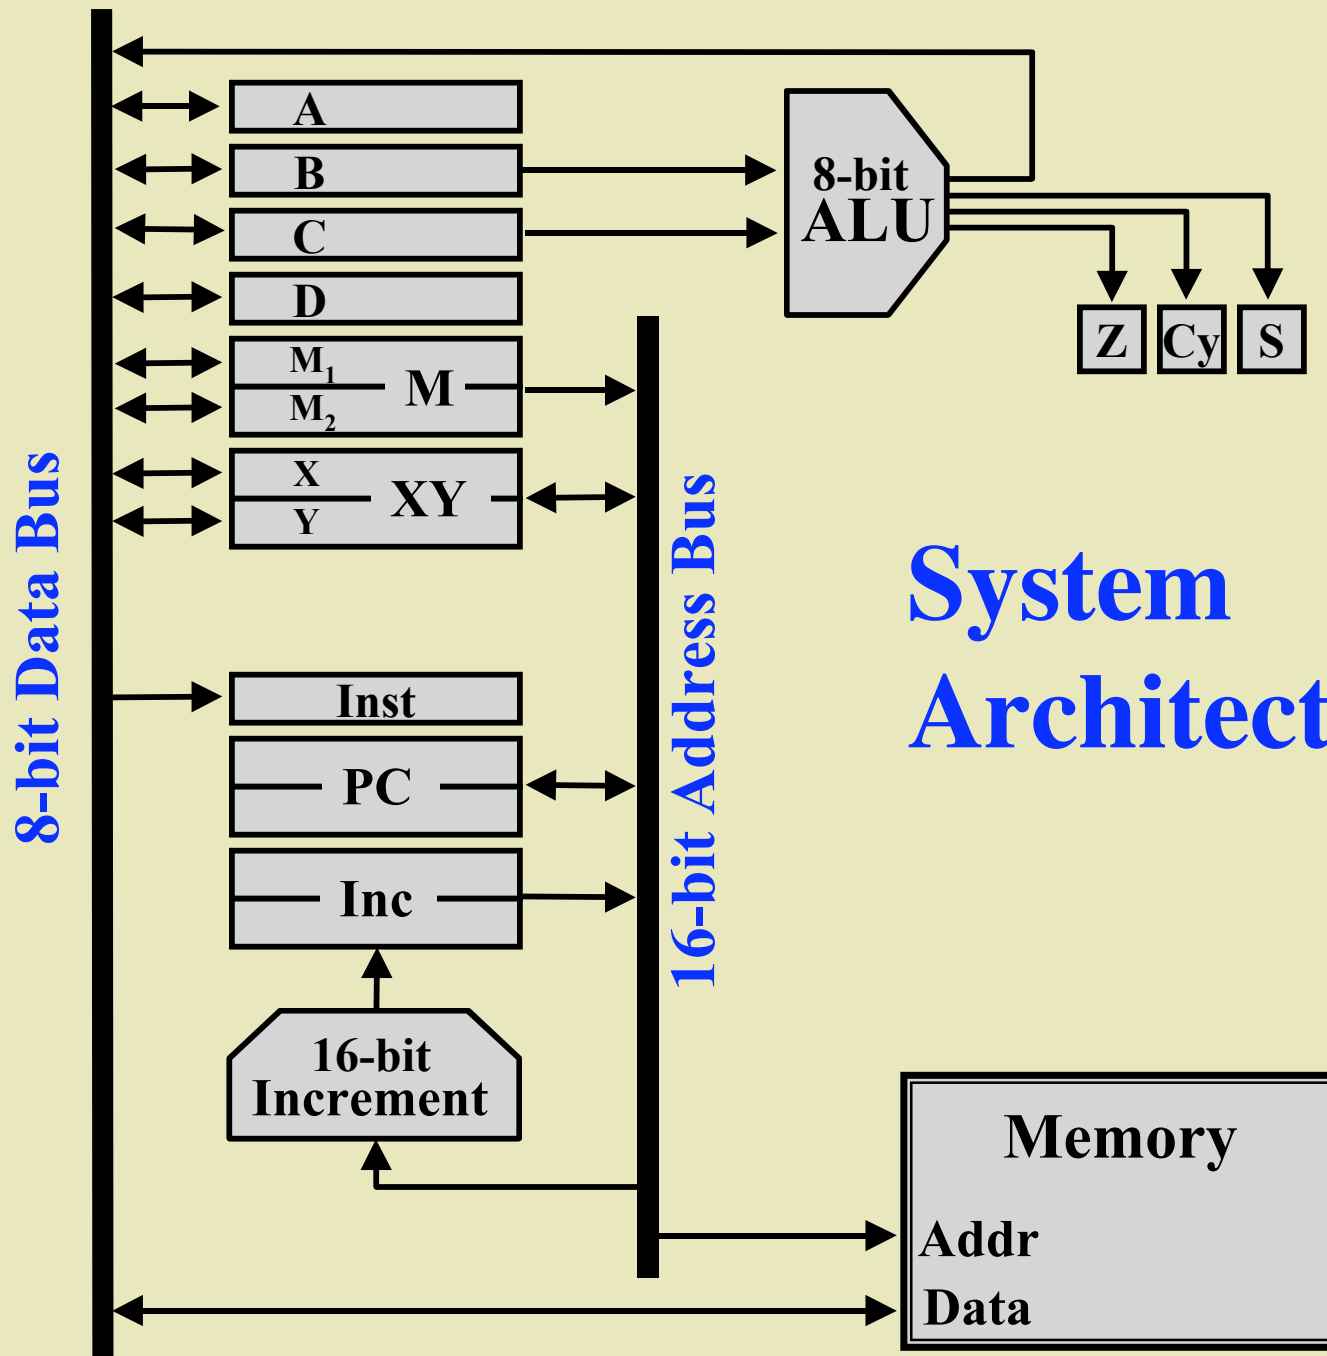 A
B
C
D
M1
M2
M
X
Y
XY
Inst
PC
Inc
16-bit
Increment
8-bit Data Bus
16-bit Address Bus
8-bit
ALU
Z
Cy
S
System
Architect
Memory
Addr
Data